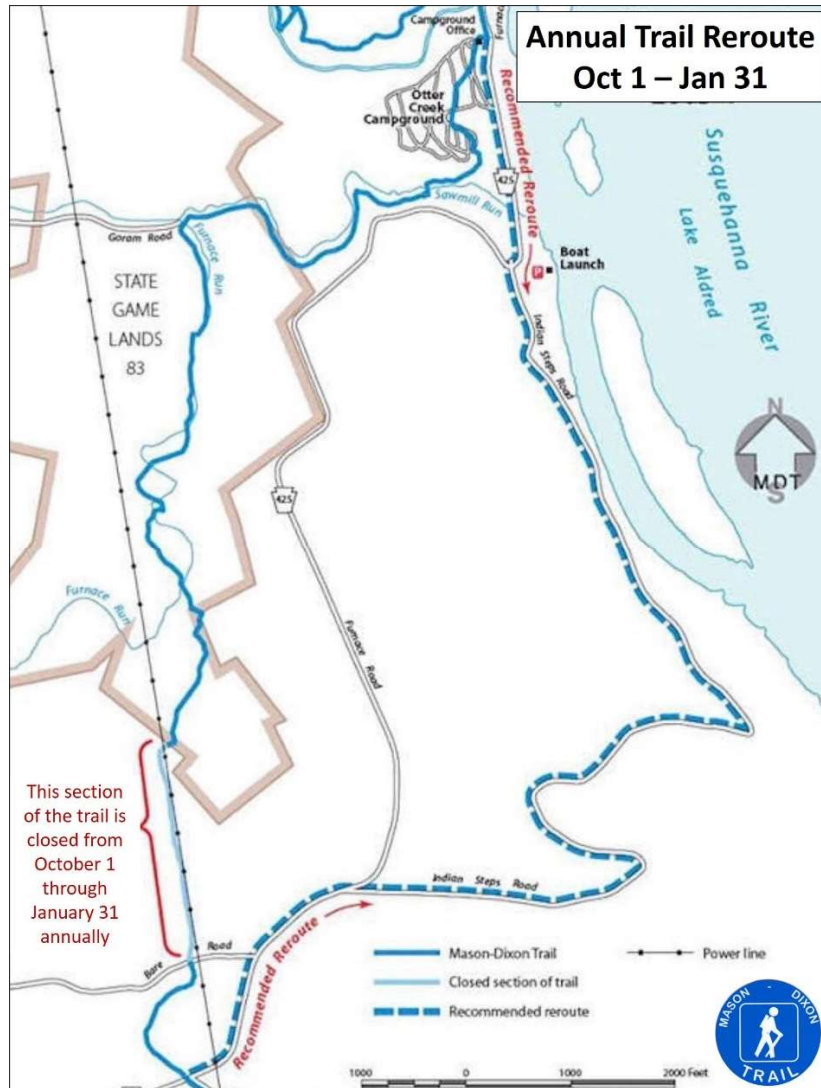 Annual Trail Reroute
Oct 1 – Jan 31
Campground
Office
Furnac
Otter
Creek
Campground
Recommended Reroute
425
Sawmill Run
Susquehanna River
Lake Aldred
Goram Road
Furnace Run
Boat
Launch
P
STATE
GAME
LANDS
83
Indian Steps Road
N
MDT
S
425
Furnace Run
Furnace Road
This section
of the trail is
closed from
October 1
through
January 31
annually
Indian Steps Road
Bare Road
Recommended Reroute
Mason-Dixon Trail
Power line
Closed section of trail
Recommended reroute
MASON - DIXON
TRAIL
1000 0 1000 2000 Feet